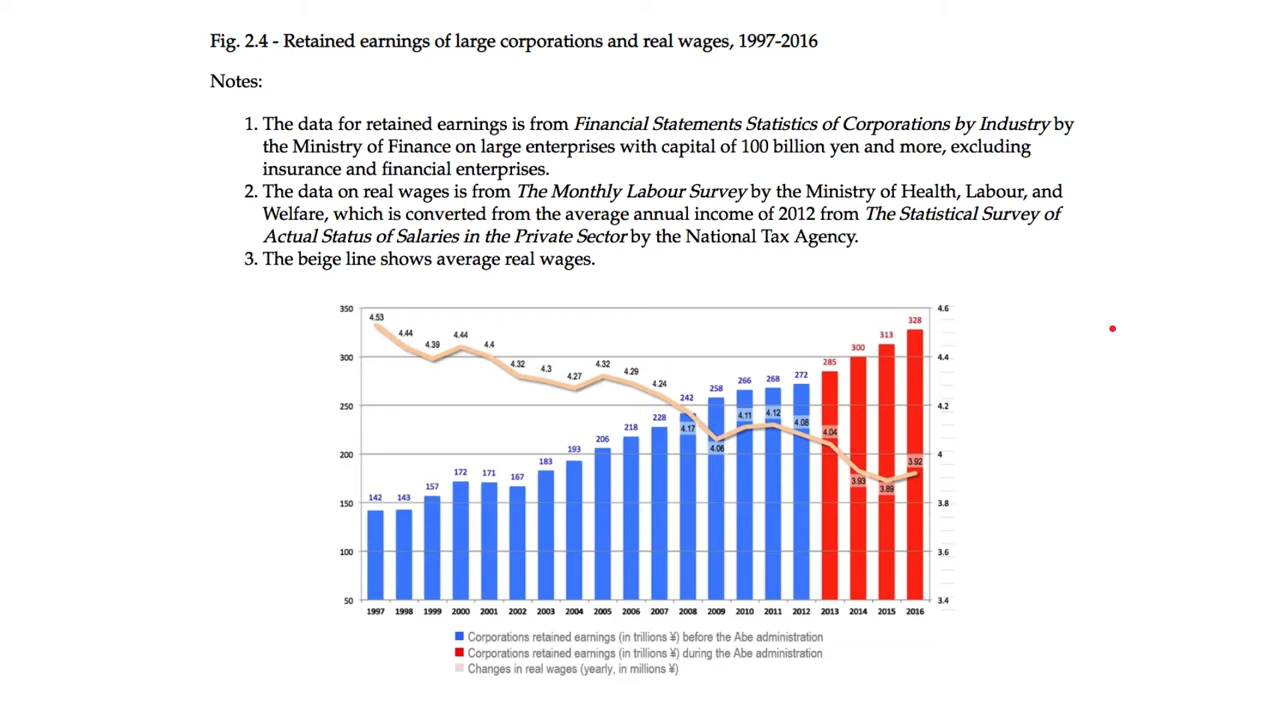 Fig. 2.4 - Retained earnings of large corporations and real wages, 1997-2016
Notes:
1. The data for retained earnings is from Financial Statements Statistics of Corporations by Industry by
the Ministry of Finance on large enterprises with capital of 100 billion yen and more, excluding
insurance and financial enterprises.
2. The data on real wages is from The Monthly Labour Survey by the Ministry of Health, Labour, and
Welfare, which is converted from the average annual income of 2012 from The Statistical Survey of
Actual Status of Salaries in the Private Sector by the National Tax Agency.
3. The beige line shows average real wages.
350 300 250 200 150 100 50
4.6 4.4 4.2 4 3.8 3.6 3.4
4.53 4.44 4.39 4.44 4.4 4.32 4.3 4.27 4.32 4.29 4.24 4.17 4.06 4.11 4.12 4.08 4.04 3.93 3.89 3.92
142 143 157 172 171 167 183 193 206 218 228 242 258 266 268 272 285 300 313 328
1997 1998 1999 2000 2001 2002 2003 2004 2005 2006 2007 2008 2009 2010 2011 2012 2013 2014 2015 2016
Corporations retained earnings (in trillions ¥) before the Abe administration
Corporations retained earnings (in trillions ¥) during the Abe administration
Changes in real wages (yearly, in millions ¥)